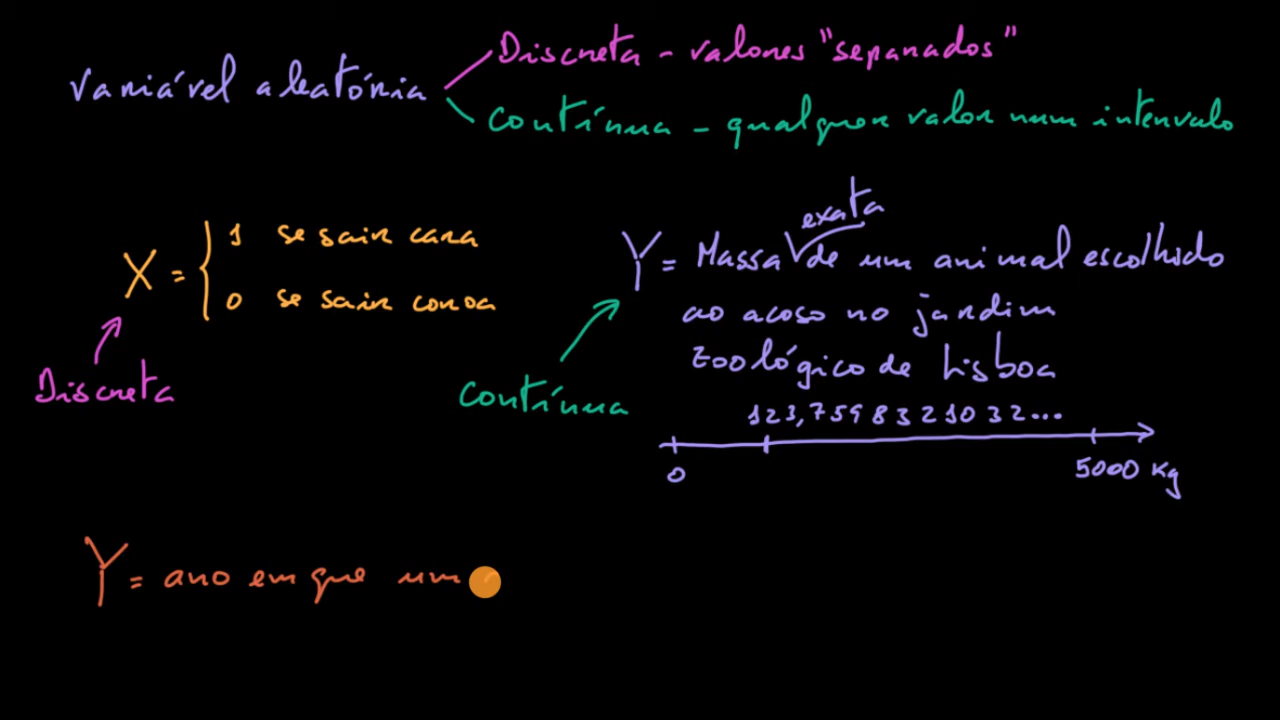 Variável aleatória
Discreta - valores "separados"
Contínua - qualquer valor num intervalo
X = { 1 se sair cara
0 se sair coroa
Discreta
exata
Y = Massa de um animal escolhido
ao acaso no jardim
Zoológico de Lisboa
Contínua
123,7598321032...
0
5000 kg
Y = ano em que um